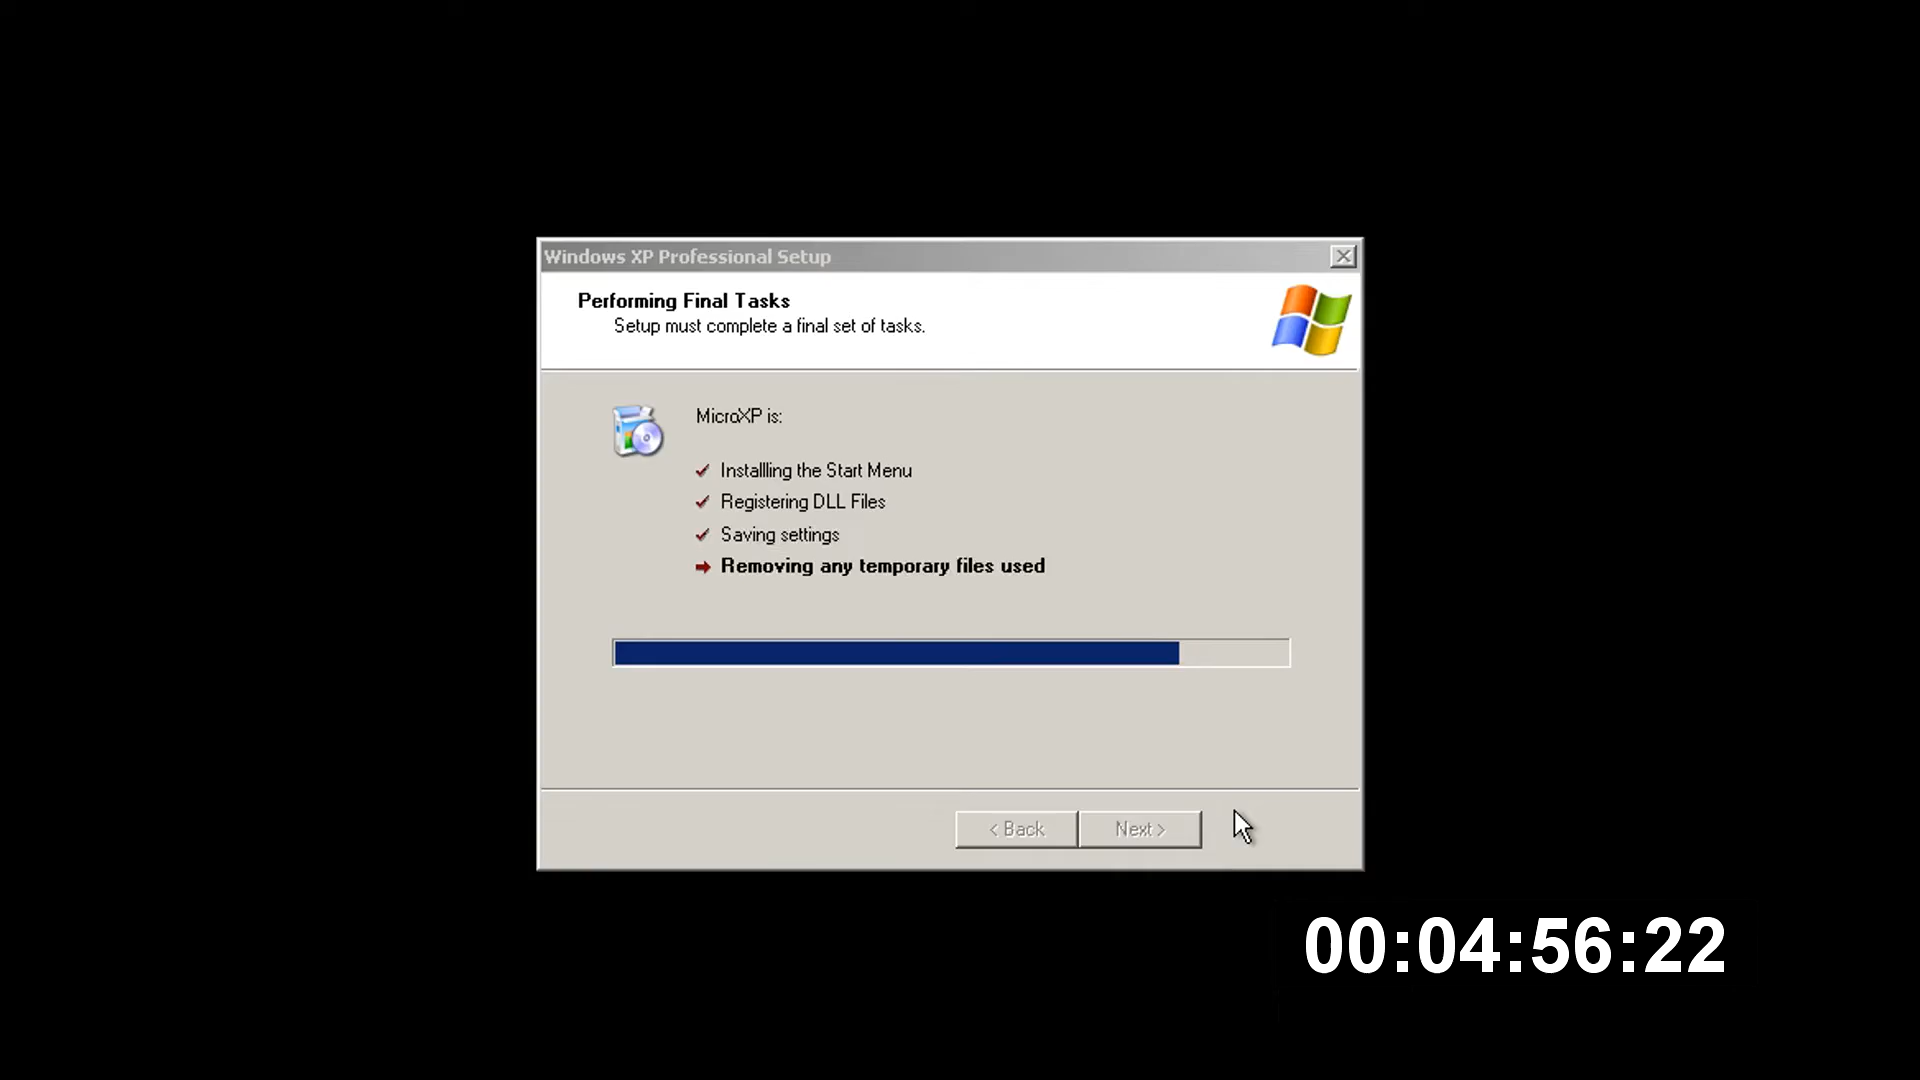 Windows XP Professional Setup
Performing Final Tasks
Setup must complete a final set of tasks.
MicroXP is:
Installling the Start Menu
Registering DLL Files
Saving settings
Removing any temporary files used
< Back
Next >
00:04:56:22